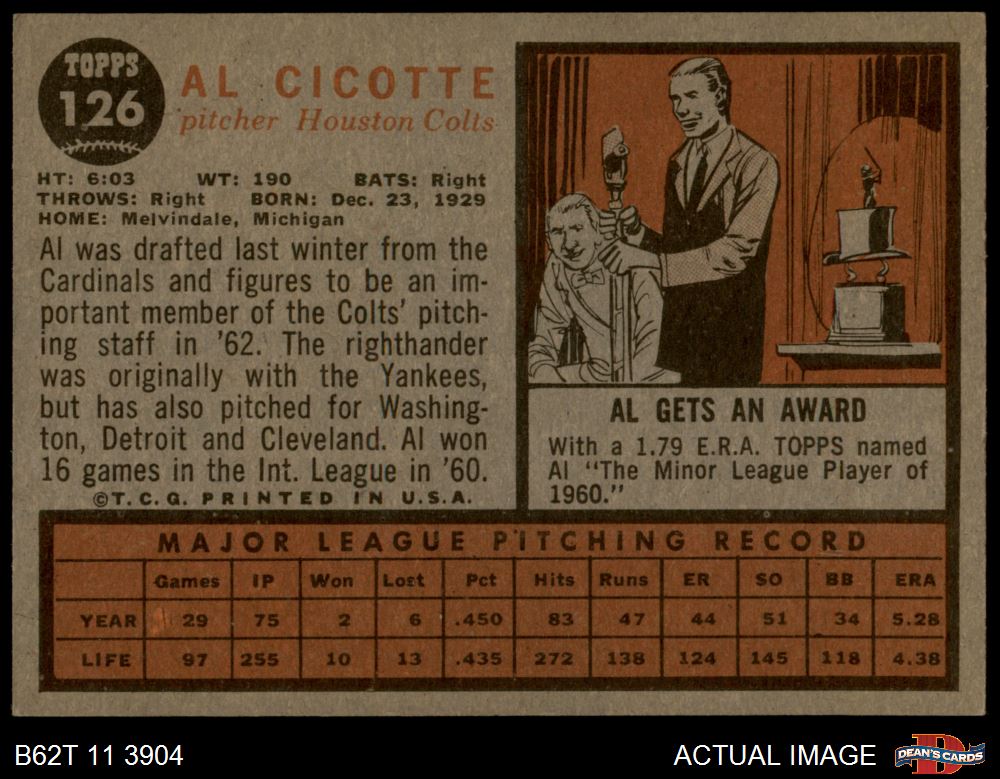 TOPPS
126
AL CICOTTE
pitcher Houston Colts
HT: 6:03 WT: 190 BATS: Right
THROWS: Right BORN: Dec. 23, 1929
HOME: Melvindale, Michigan
Al was drafted last winter from the
Cardinals and figures to be an im-
portant member of the Colts' pitch-
ing staff in '62. The righthander
was originally with the Yankees,
but has also pitched for Washing-
ton, Detroit and Cleveland. Al won
16 games in the Int. League in '60.
©T.C.G. PRINTED IN U.S.A.
AL GETS AN AWARD
With a 1.79 E.R.A. TOPPS named
Al "The Minor League Player of
1960."
MAJOR LEAGUE PITCHING RECORD
Games IP Won Lost Pct Hits Runs ER SO BB ERA
YEAR 29 75 2 6 .450 83 47 44 51 34 5.28
LIFE 97 255 10 13 .435 272 138 124 145 118 4.38
B62T 11 3904
ACTUAL IMAGE
DEAN'S CARDS